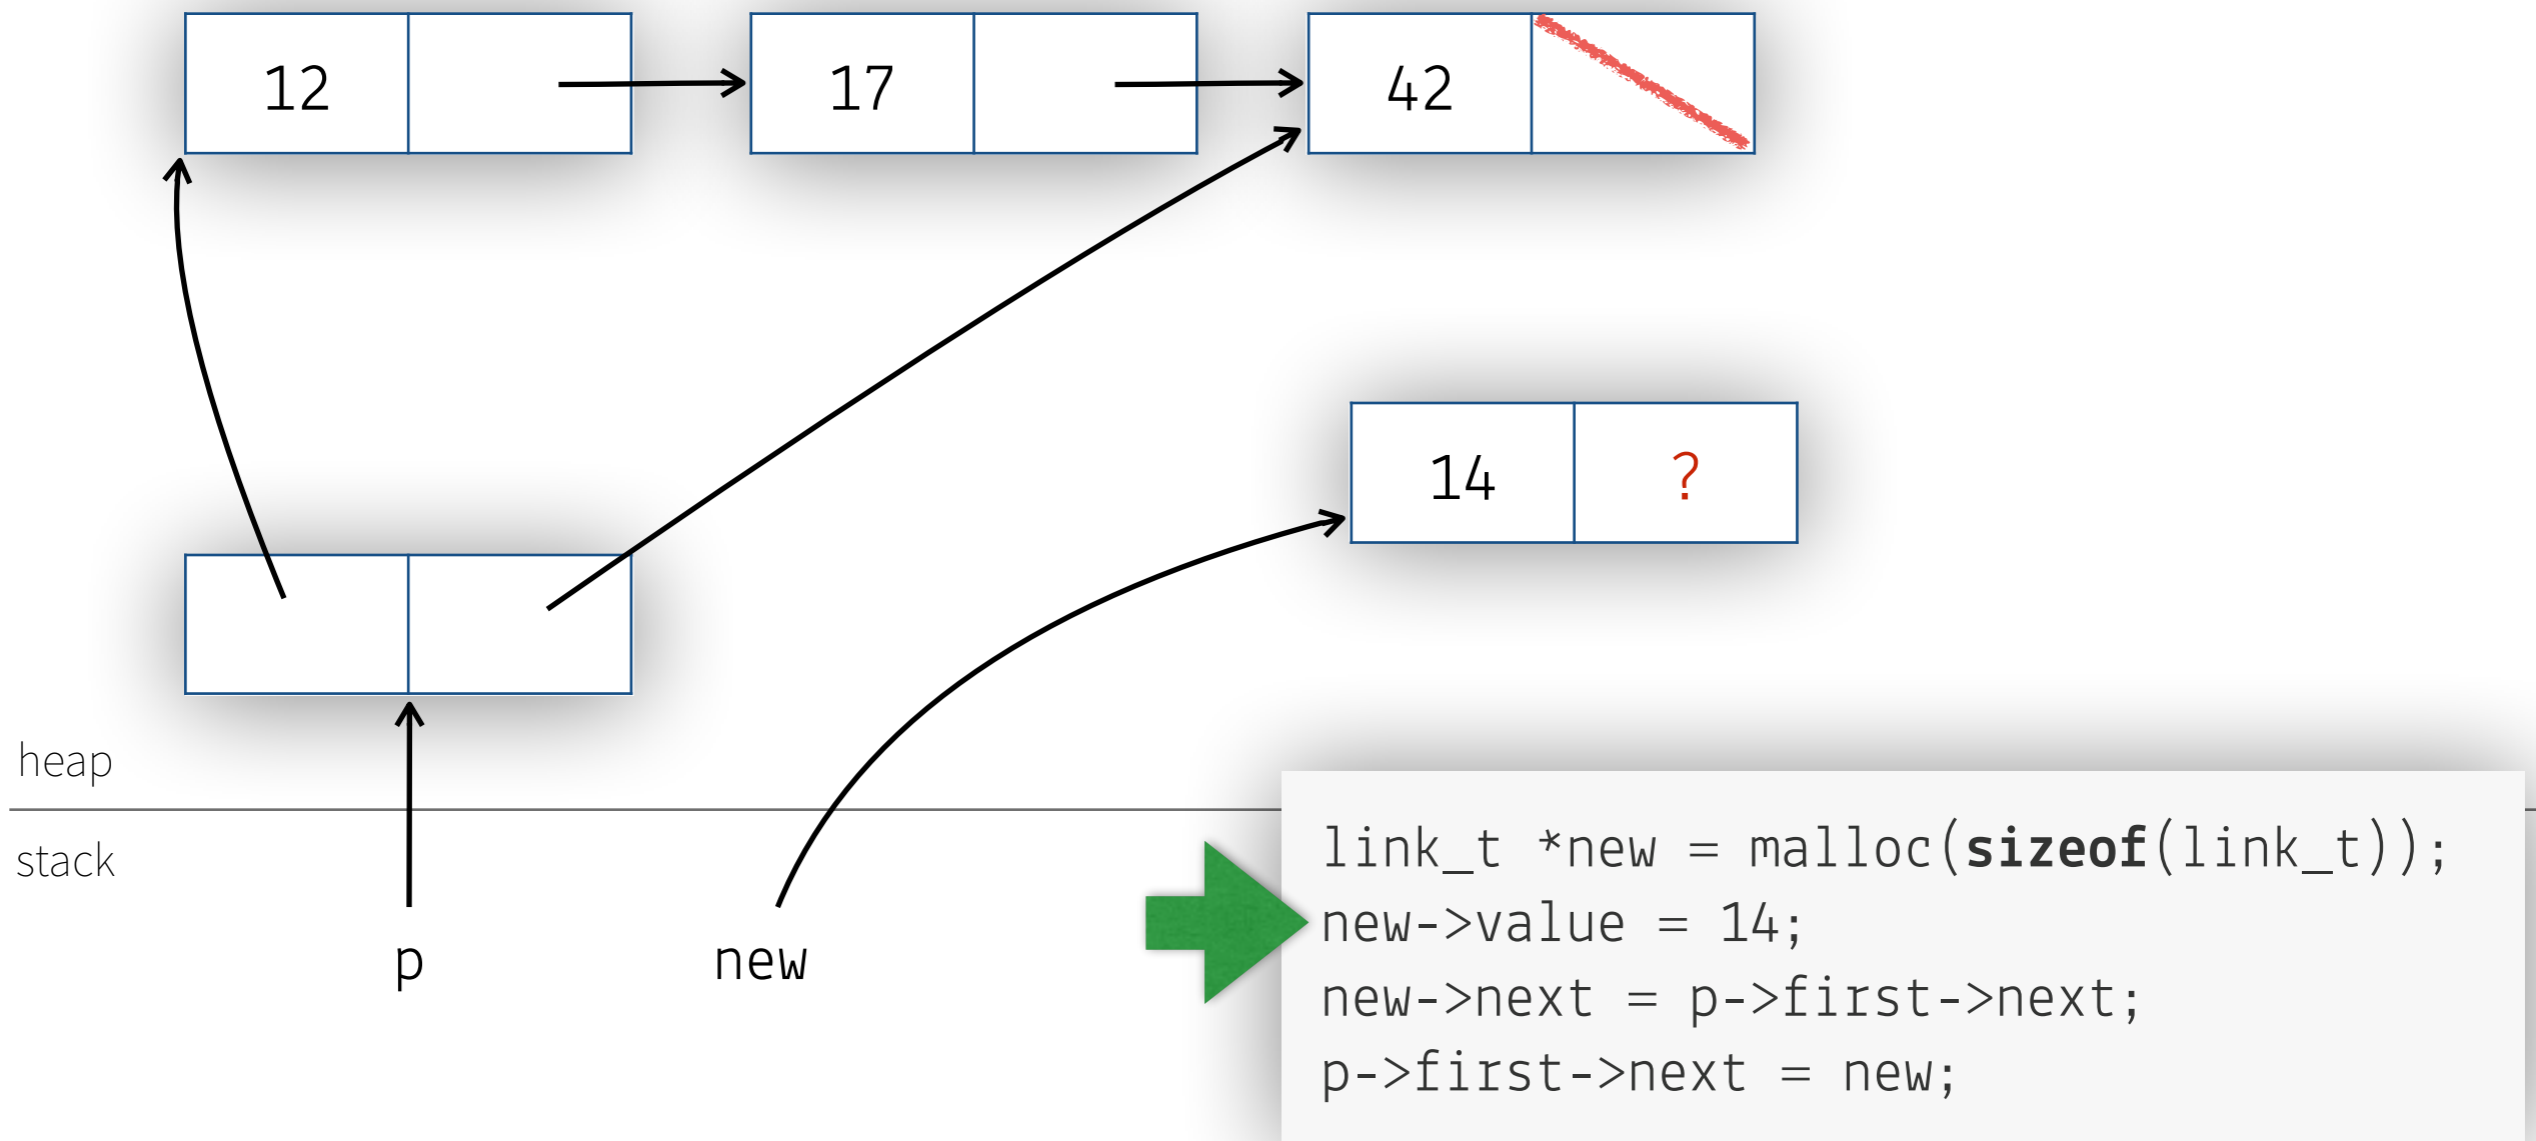 12 17 42
14 ?
heap
stack
p new
link_t *new = malloc(sizeof(link_t));
new->value = 14;
new->next = p->first->next;
p->first->next = new;